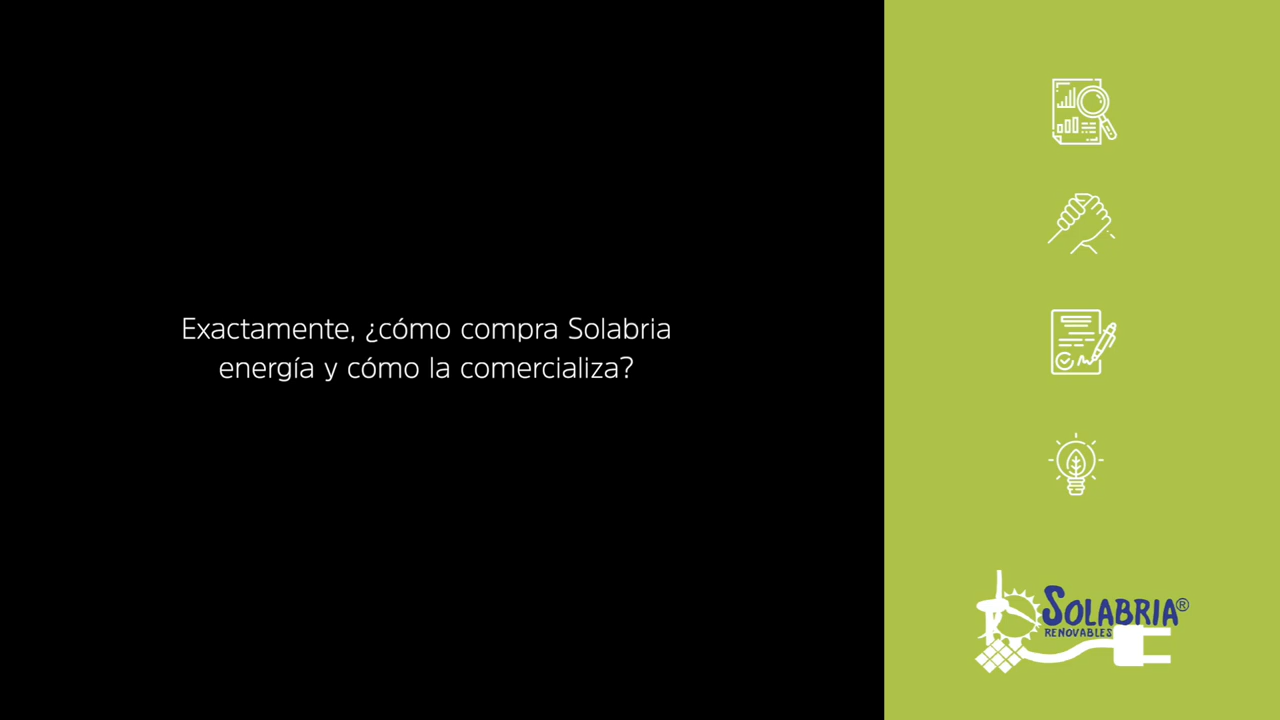 Exactamente, ¿cómo compra Solabria
energía y cómo la comercializa?
SOLABRIA®
RENOVABLES